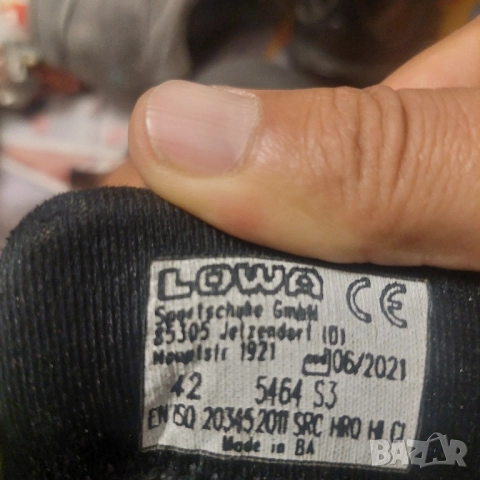 LOWA CE
Sportschuhe GmbH
85305 Jetzendorf (D)
Hauptstr 1921 06/2021
42 5464 S3
EN ISO 20345:2011 SRC HRO HI CI
Made in BA
BAZAR